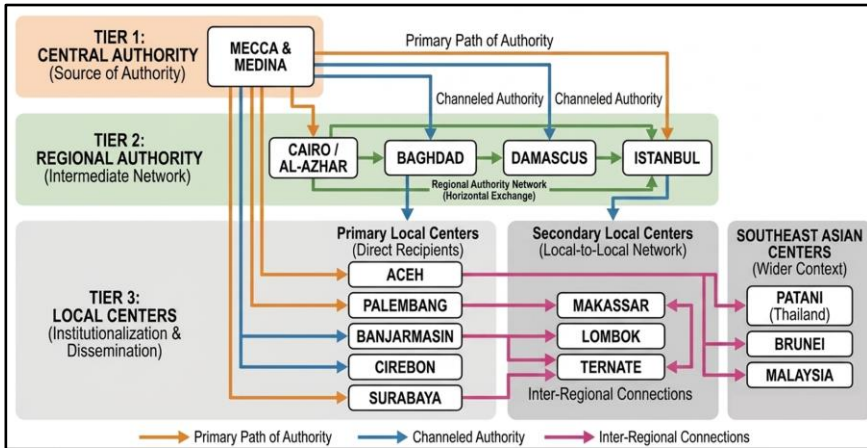 TIER 1:
CENTRAL AUTHORITY
(Source of Authority)
MECCA &
MEDINA
Primary Path of Authority
Channeled Authority
Channeled Authority
TIER 2:
REGIONAL AUTHORITY
(Intermediate Network)
CAIRO /
AL-AZHAR
BAGHDAD
DAMASCUS
ISTANBUL
Regional Authority Network
(Horizontal Exchange)
TIER 3:
LOCAL CENTERS
(Institutionalization &
Dissemination)
Primary Local Centers
(Direct Recipients)
ACEH
PALEMBANG
BANJARMASIN
CIREBON
SURABAYA
Secondary Local Centers
(Local-to-Local Network)
MAKASSAR
LOMBOK
TERNATE
Inter-Regional Connections
SOUTHEAST ASIAN
CENTERS
(Wider Context)
PATANI
(Thailand)
BRUNEI
MALAYSIA
Primary Path of Authority
Channeled Authority
Inter-Regional Connections